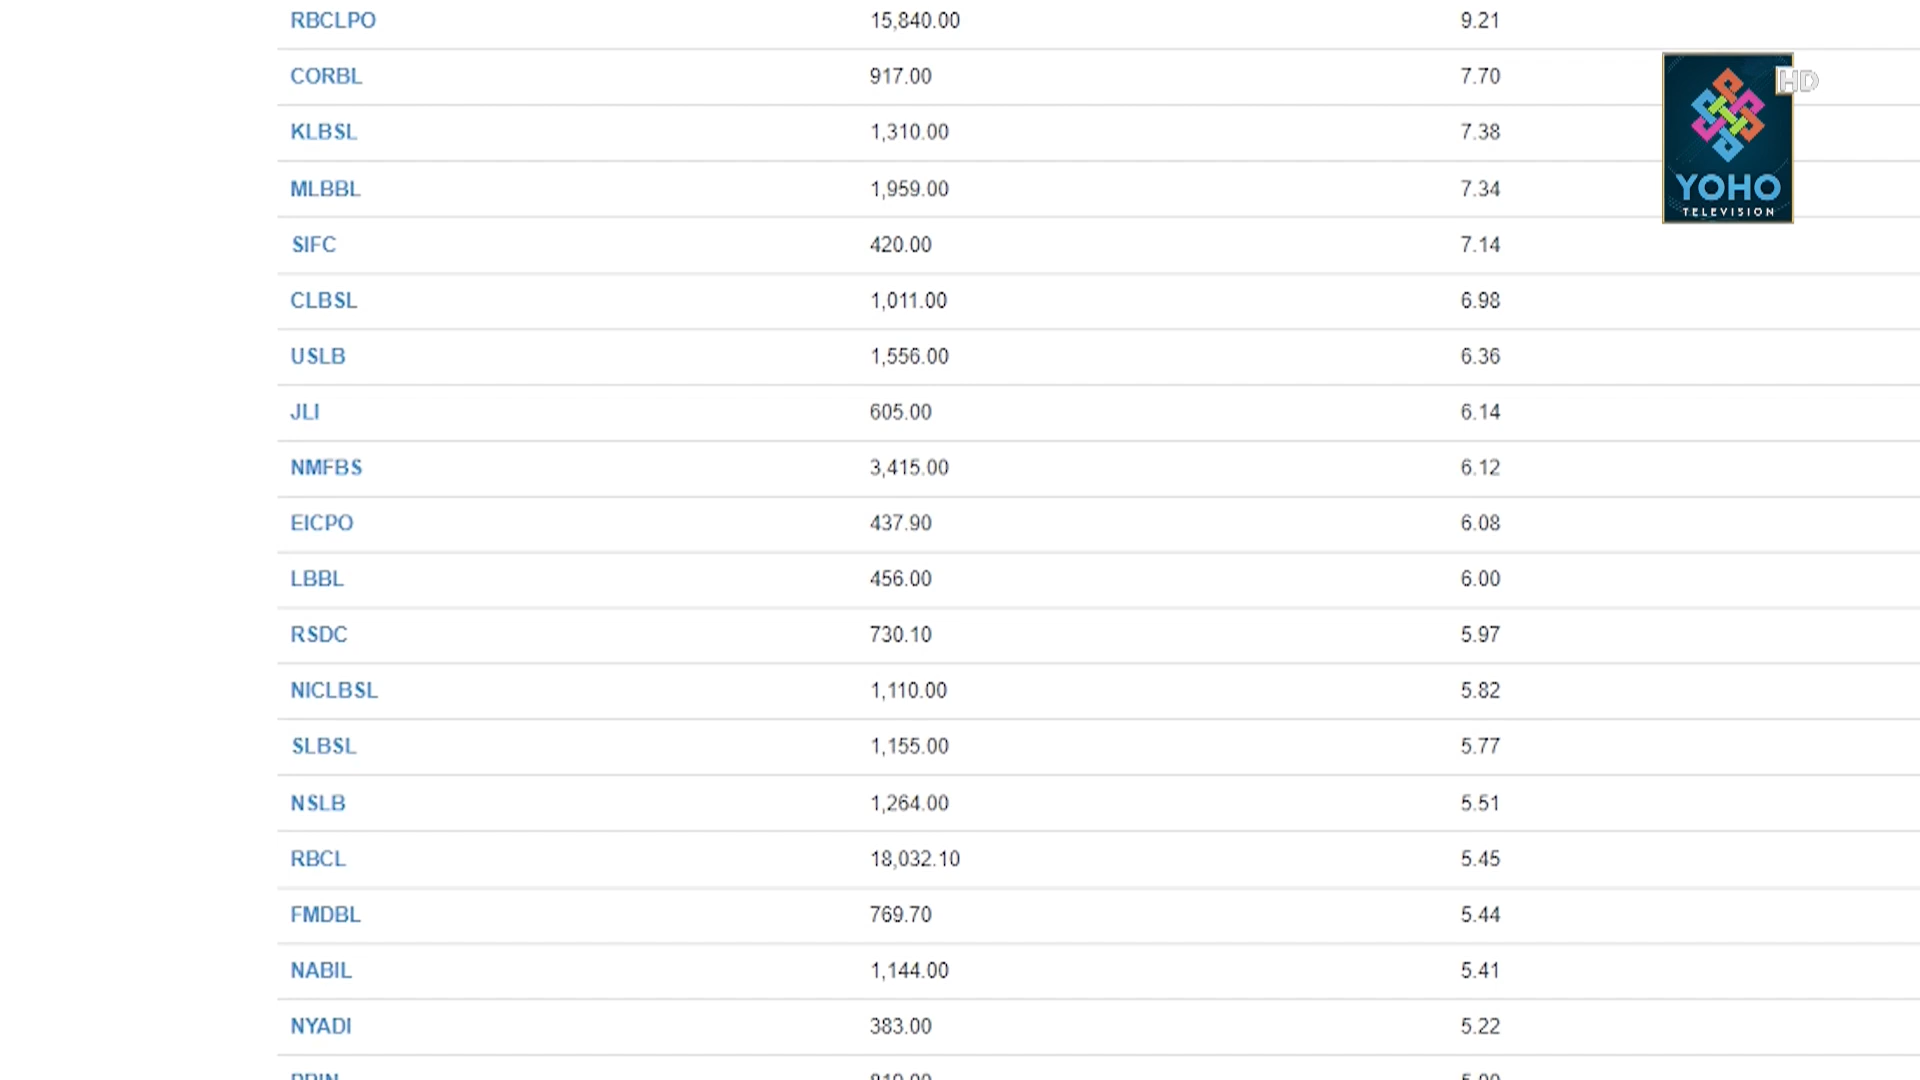 RBCLPO 15,840.00 9.21
CORBL 917.00 7.70
KLBSL 1,310.00 7.38
MLBBL 1,959.00 7.34
SIFC 420.00 7.14
CLBSL 1,011.00 6.98
USLB 1,556.00 6.36
JLI 605.00 6.14
NMFBS 3,415.00 6.12
EICPO 437.90 6.08
LBBL 456.00 6.00
RSDC 730.10 5.97
NICLBSL 1,110.00 5.82
SLBSL 1,155.00 5.77
NSLB 1,264.00 5.51
RBCL 18,032.10 5.45
FMDBL 769.70 5.44
NABIL 1,144.00 5.41
NYADI 383.00 5.22
HD
YOHO
TELEVISION